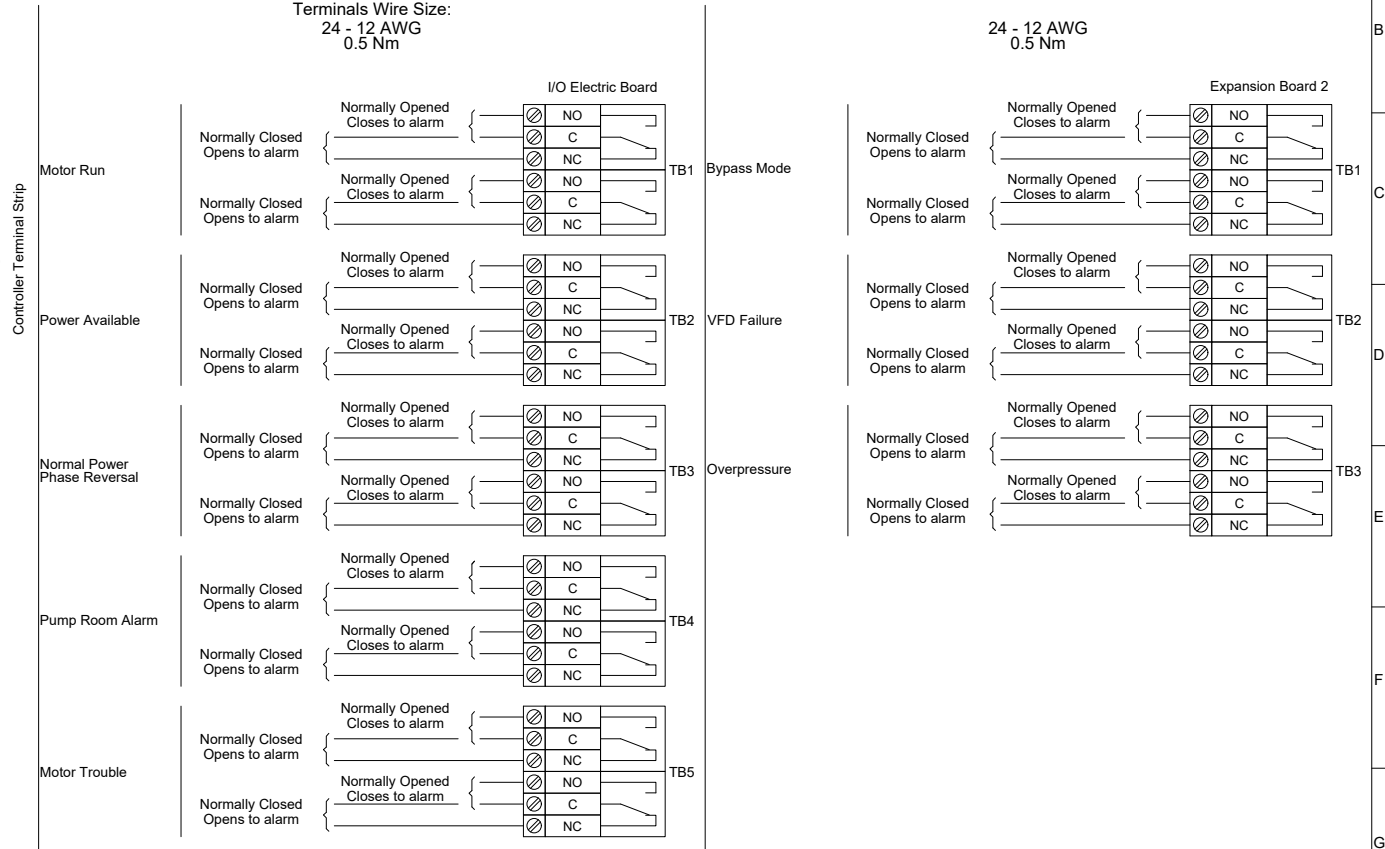 Terminals Wire Size:
24 - 12 AWG
0.5 Nm
24 - 12 AWG
0.5 Nm
B
C
D
E
F
G
Controller Terminal Strip
I/O Electric Board
Motor Run
Normally Opened
Closes to alarm
Normally Closed
Opens to alarm
NO
C
NC
Normally Opened
Closes to alarm
Normally Closed
Opens to alarm
NO
C
NC
TB1
Power Available
Normally Opened
Closes to alarm
Normally Closed
Opens to alarm
NO
C
NC
Normally Opened
Closes to alarm
Normally Closed
Opens to alarm
NO
C
NC
TB2
Normal Power
Phase Reversal
Normally Opened
Closes to alarm
Normally Closed
Opens to alarm
NO
C
NC
Normally Opened
Closes to alarm
Normally Closed
Opens to alarm
NO
C
NC
TB3
Pump Room Alarm
Normally Opened
Closes to alarm
Normally Closed
Opens to alarm
NO
C
NC
Normally Opened
Closes to alarm
Normally Closed
Opens to alarm
NO
C
NC
TB4
Motor Trouble
Normally Opened
Closes to alarm
Normally Closed
Opens to alarm
NO
C
NC
Normally Opened
Closes to alarm
Normally Closed
Opens to alarm
NO
C
NC
TB5
Expansion Board 2
Bypass Mode
Normally Opened
Closes to alarm
Normally Closed
Opens to alarm
NO
C
NC
Normally Opened
Closes to alarm
Normally Closed
Opens to alarm
NO
C
NC
TB1
VFD Failure
Normally Opened
Closes to alarm
Normally Closed
Opens to alarm
NO
C
NC
Normally Opened
Closes to alarm
Normally Closed
Opens to alarm
NO
C
NC
TB2
Overpressure
Normally Opened
Closes to alarm
Normally Closed
Opens to alarm
NO
C
NC
Normally Opened
Closes to alarm
Normally Closed
Opens to alarm
NO
C
NC
TB3